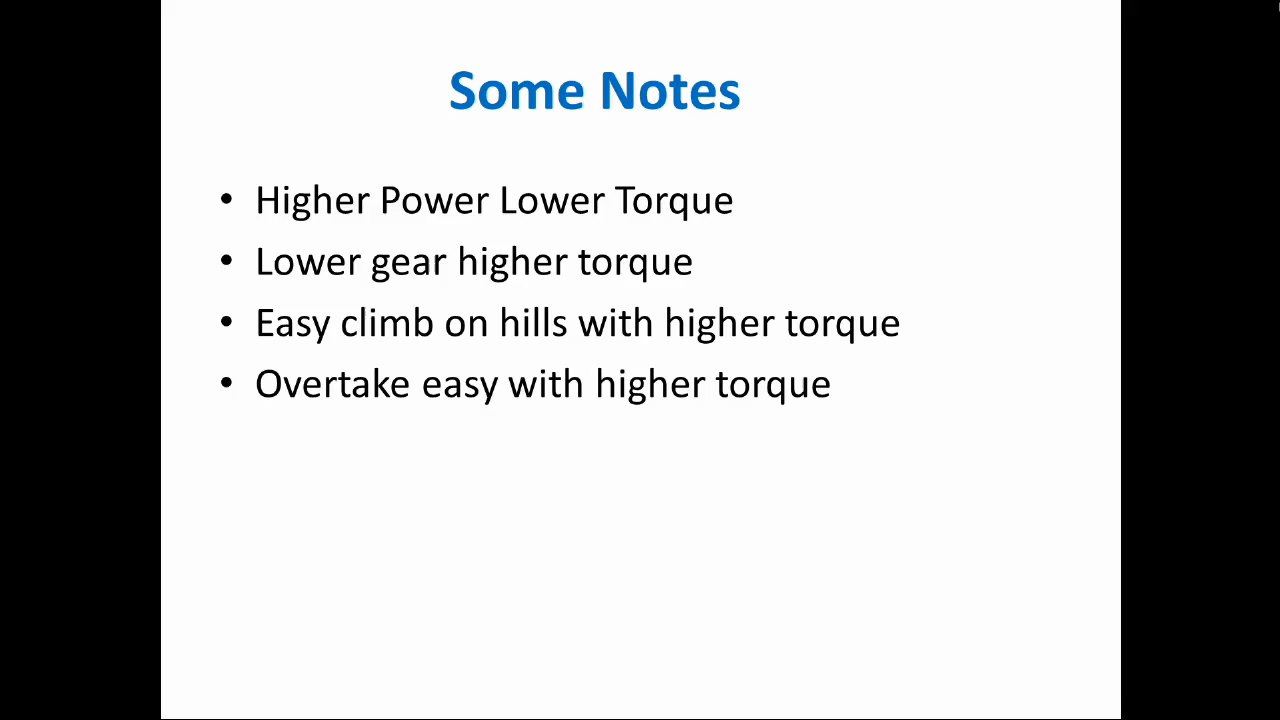 Some Notes
• Higher Power Lower Torque
• Lower gear higher torque
• Easy climb on hills with higher torque
• Overtake easy with higher torque